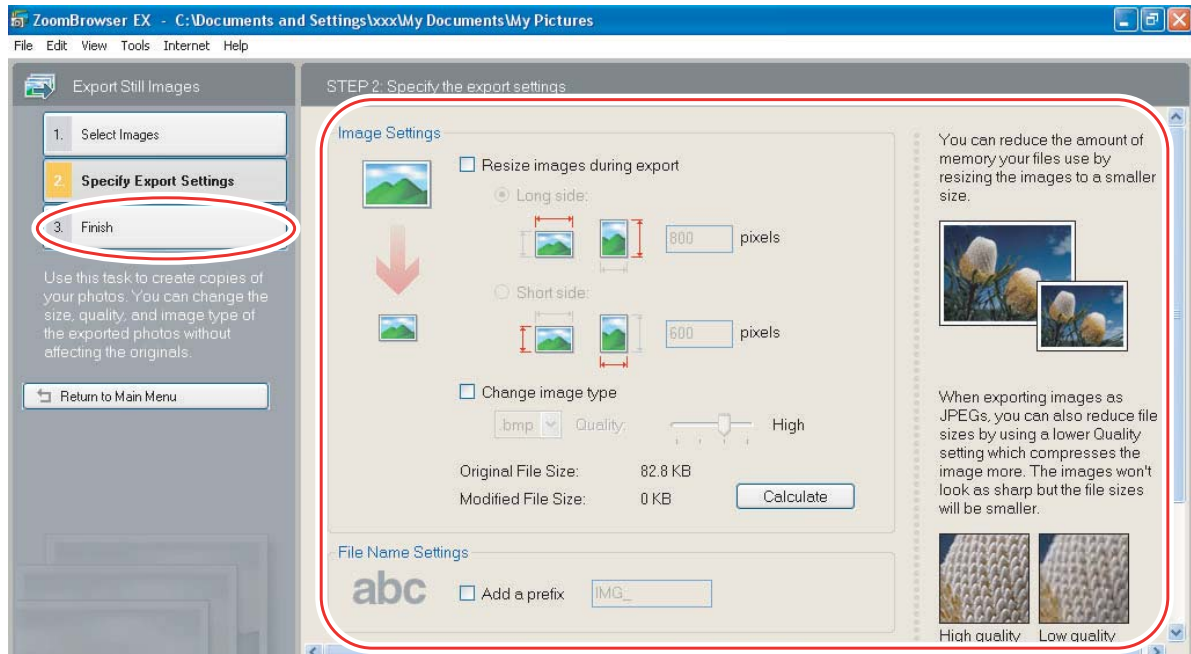 ZoomBrowser EX - C:\Documents and Settings\xxx\My Documents\My Pictures
File Edit View Tools Internet Help
Export Still Images
1. Select Images
2. Specify Export Settings
3. Finish
Use this task to create copies of
your photos. You can change the
size, quality, and image type of
the exported photos without
affecting the originals.
Return to Main Menu
STEP 2: Specify the export settings
Image Settings
Resize images during export
Long side:
800 pixels
Short side:
600 pixels
Change image type
.bmp Quality: High
Original File Size: 82.8 KB
Modified File Size: 0 KB
Calculate
File Name Settings
abc
Add a prefix IMG_
You can reduce the amount of
memory your files use by
resizing the images to a smaller
size.
When exporting images as
JPEGs, you can also reduce file
sizes by using a lower Quality
setting which compresses the
image more. The images won't
look as sharp but the file sizes
will be smaller.
High quality Low quality